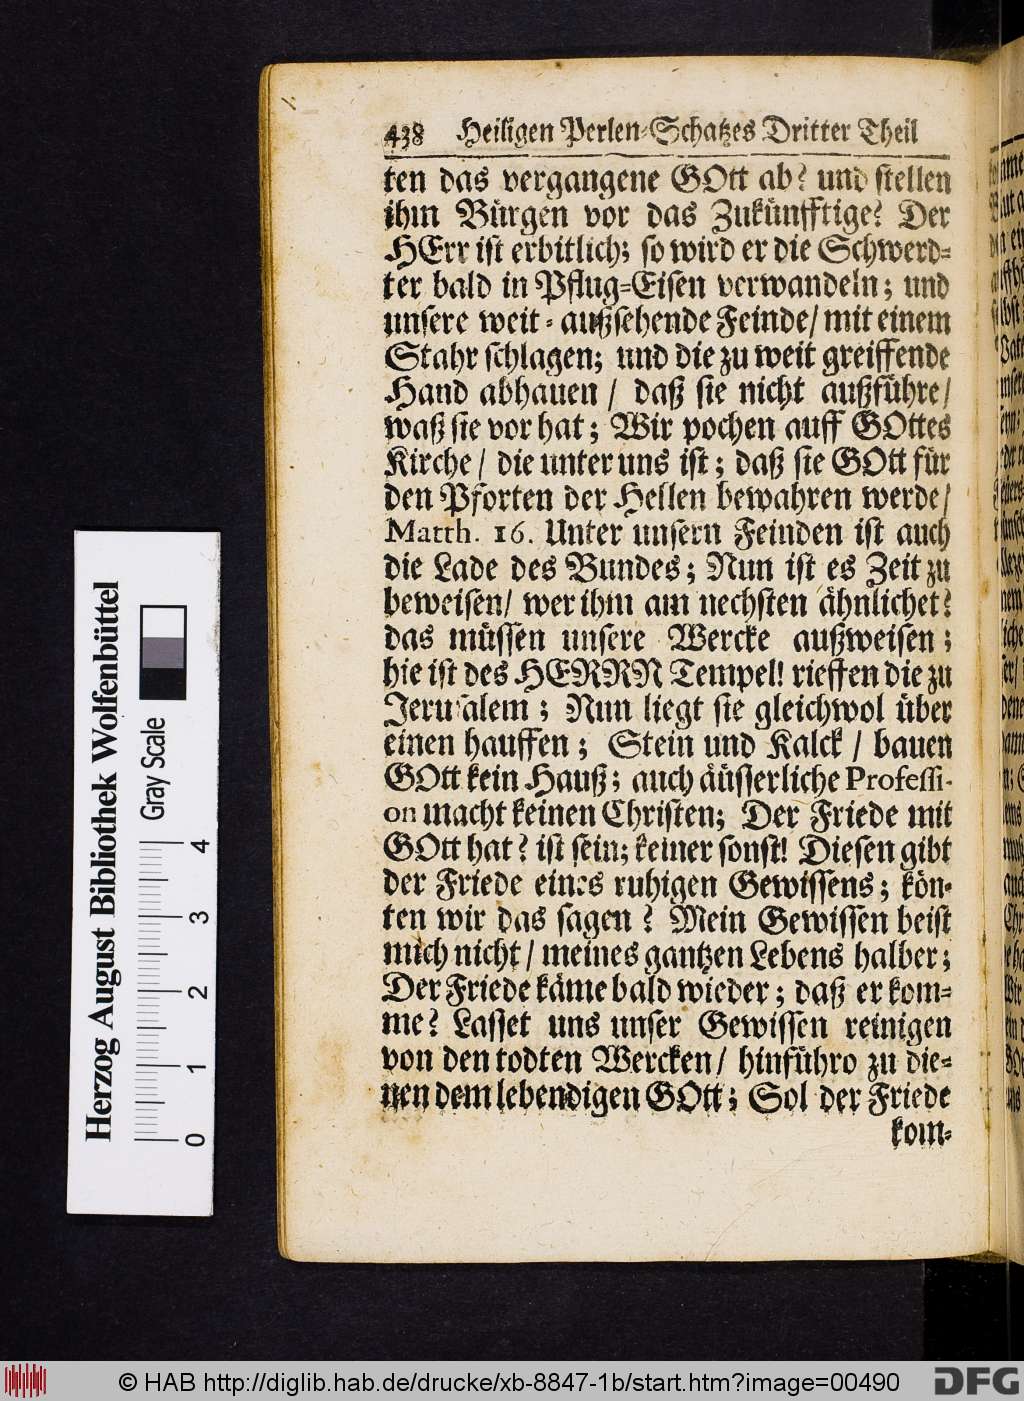 438 Heiligen Perlen-Schatzes Dritter Theil
ten das vergangene GOtt ab? und stellen
ihm Bürgen vor das Zukünfftige? Der
HErr ist erbitlich; so wird er die Schwerd-
ter bald in Pflug-Eisen verwandeln; und
unsere weit-außsehende Feinde/ mit einem
Stahr schlagen; und die zu weit greiffende
Hand abhauen / daß sie nicht außführe/
waß sie vor hat; Wir pochen auff GOttes
Kirche / die unter uns ist; daß sie GOtt für
den Pforten der Hellen bewahren werde/
Matth. 16. Unter unsern Feinden ist auch
die Lade des Bundes; Nun ist es Zeit zu
beweisen/ wer ihm am nechsten ähnlichet?
das müssen unsere Wercke außweisen;
hie ist des HERRN Tempel! rieffen die zu
Jerusalem; Nun liegt sie gleichwol über
einen hauffen; Stein und Kalck / bauen
GOtt kein Hauß; auch äüsserliche Professi-
on macht keinen Christen; Der Friede mit
GOtt hat? ist sein; keiner sonst! Diesen gibt
der Friede eines ruhigen Gewissens; kön-
ten wir das sagen? Mein Gewissen beist
mich nicht / meines gantzen Lebens halber;
Der Friede käme bald wieder; daß er kom-
me? Lasset uns unser Gewissen reinigen
von den todten Wercken/ hinführo zu die-
nen dem lebendigen GOtt; Sol der Friede
kom-
Herzog August Bibliothek Wolfenbüttel
Gray Scale
0 1 2 3 4
© HAB http://diglib.hab.de/drucke/xb-8847-1b/start.htm?image=00490
DFG